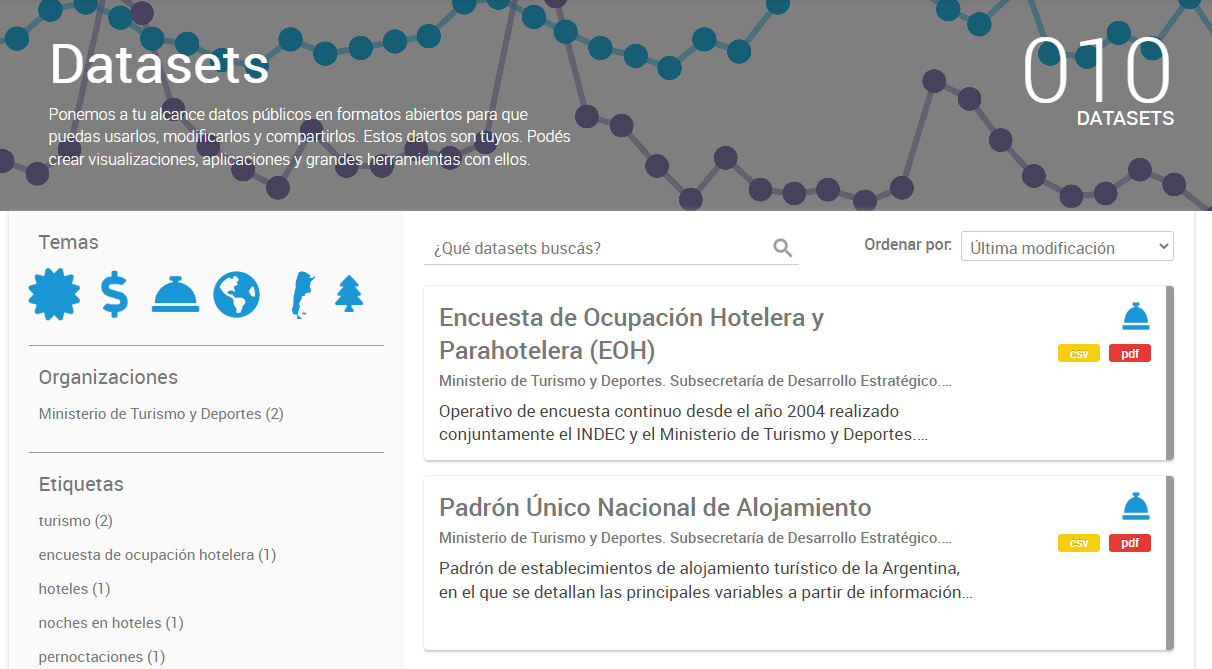 Datasets
Ponemos a tu alcance datos públicos en formatos abiertos para que
puedas usarlos, modificarlos y compartirlos. Estos datos son tuyos. Podés
crear visualizaciones, aplicaciones y grandes herramientas con ellos.
010
DATASETS
Temas
Organizaciones
Ministerio de Turismo y Deportes (2)
Etiquetas
turismo (2)
encuesta de ocupación hotelera (1)
hoteles (1)
noches en hoteles (1)
pernoctaciones (1)
¿Qué datasets buscás?
Ordenar por:
Última modificación
Encuesta de Ocupación Hotelera y
Parahotelera (EOH)
csv pdf
Ministerio de Turismo y Deportes. Subsecretaría de Desarrollo Estratégico....
Operativo de encuesta continuo desde el año 2004 realizado
conjuntamente el INDEC y el Ministerio de Turismo y Deportes....
Padrón Único Nacional de Alojamiento
csv pdf
Ministerio de Turismo y Deportes. Subsecretaría de Desarrollo Estratégico....
Padrón de establecimientos de alojamiento turístico de la Argentina,
en el que se detallan las principales variables a partir de información...